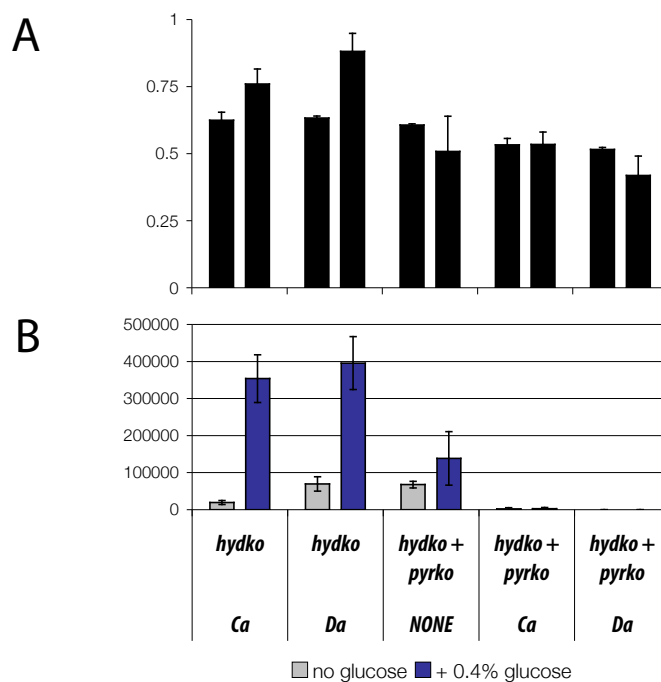 A
1
0.75
0.5
0.25
0
B
500000
400000
300000
200000
100000
0
hydko hydko hydko + hydko + hydko +
pyrko pyrko pyrko
Ca Da NONE Ca Da
no glucose + 0.4% glucose